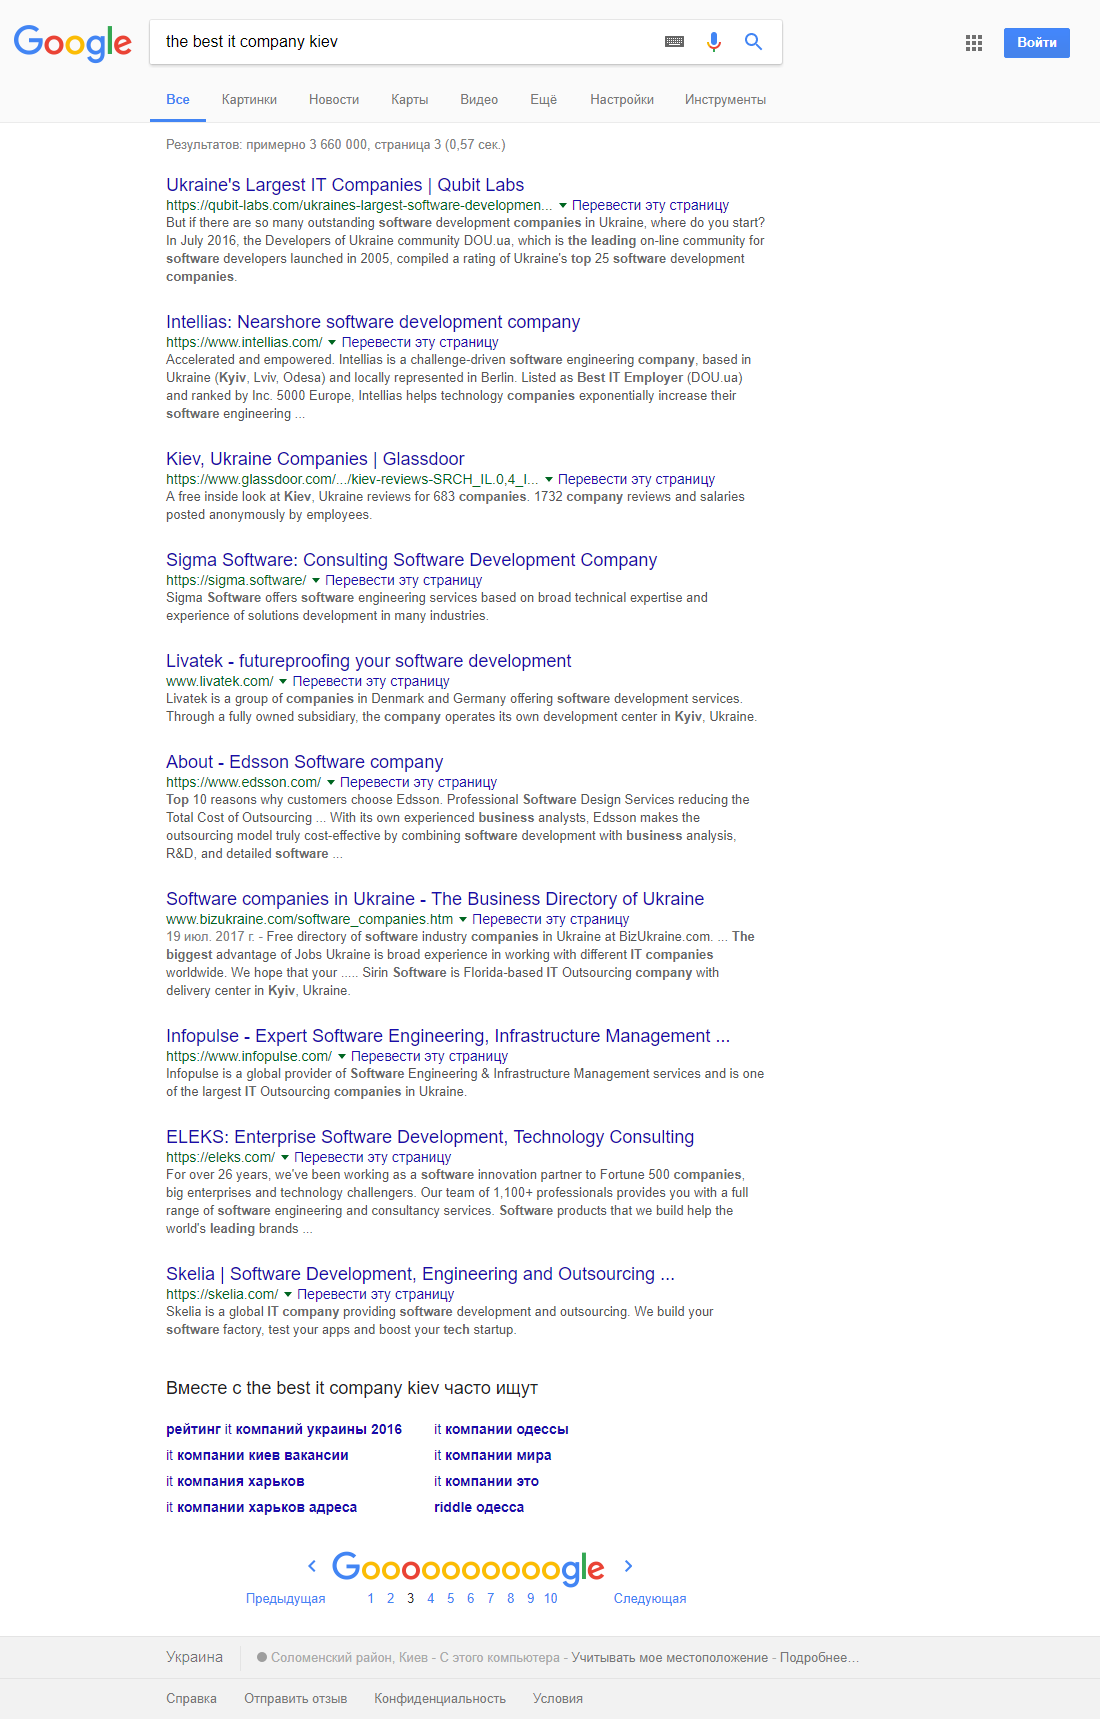 Google
the best it company kiev
Войти
Все Картинки Новости Карты Видео Ещё Настройки Инструменты
Результатов: примерно 3 660 000, страница 3 (0,57 сек.)
Ukraine's Largest IT Companies | Qubit Labs
https://qubit-labs.com/ukraines-largest-software-developmen... Перевести эту страницу
But if there are so many outstanding software development companies in Ukraine, where do you start?
In July 2016, the Developers of Ukraine community DOU.ua, which is the leading on-line community for
software developers launched in 2005, compiled a rating of Ukraine's top 25 software development
companies.
Intellias: Nearshore software development company
https://www.intellias.com/ Перевести эту страницу
Accelerated and empowered. Intellias is a challenge-driven software engineering company, based in
Ukraine (Kyiv, Lviv, Odesa) and locally represented in Berlin. Listed as Best IT Employer (DOU.ua)
and ranked by Inc. 5000 Europe, Intellias helps technology companies exponentially increase their
software engineering ...
Kiev, Ukraine Companies | Glassdoor
https://www.glassdoor.com/.../kiev-reviews-SRCH_IL.0,4_I... Перевести эту страницу
A free inside look at Kiev, Ukraine reviews for 683 companies. 1732 company reviews and salaries
posted anonymously by employees.
Sigma Software: Consulting Software Development Company
https://sigma.software/ Перевести эту страницу
Sigma Software offers software engineering services based on broad technical expertise and
experience of solutions development in many industries.
Livatek - futureproofing your software development
www.livatek.com/ Перевести эту страницу
Livatek is a group of companies in Denmark and Germany offering software development services.
Through a fully owned subsidiary, the company operates its own development center in Kyiv, Ukraine.
About - Edsson Software company
https://www.edsson.com/ Перевести эту страницу
Top 10 reasons why customers choose Edsson. Professional Software Design Services reducing the
Total Cost of Outsourcing ... With its own experienced business analysts, Edsson makes the
outsourcing model truly cost-effective by combining software development with business analysis,
R&D, and detailed software ...
Software companies in Ukraine - The Business Directory of Ukraine
www.bizukraine.com/software_companies.htm Перевести эту страницу
19 июл. 2017 г. - Free directory of software industry companies in Ukraine at BizUkraine.com. ... The
biggest advantage of Jobs Ukraine is broad experience in working with different IT companies
worldwide. We hope that your ..... Sirin Software is Florida-based IT Outsourcing company with
delivery center in Kyiv, Ukraine.
Infopulse - Expert Software Engineering, Infrastructure Management ...
https://www.infopulse.com/ Перевести эту страницу
Infopulse is a global provider of Software Engineering & Infrastructure Management services and is one
of the largest IT Outsourcing companies in Ukraine.
ELEKS: Enterprise Software Development, Technology Consulting
https://eleks.com/ Перевести эту страницу
For over 26 years, we've been working as a software innovation partner to Fortune 500 companies,
big enterprises and technology challengers. Our team of 1,100+ professionals provides you with a full
range of software engineering and consultancy services. Software products that we build help the
world's leading brands ...
Skelia | Software Development, Engineering and Outsourcing ...
https://skelia.com/ Перевести эту страницу
Skelia is a global IT company providing software development and outsourcing. We build your
software factory, test your apps and boost your tech startup.
Вместе с the best it company kiev часто ищут
рейтинг it компаний украины 2016 it компании одессы
it компании киев вакансии it компании мира
it компания харьков it компании это
it компании харьков адреса riddle одесса
Goooooooooogle
Предыдущая 1 2 3 4 5 6 7 8 9 10 Следующая
Украина Соломенский район, Киев - С этого компьютера - Учитывать мое местоположение - Подробнее…
Справка Отправить отзыв Конфиденциальность Условия